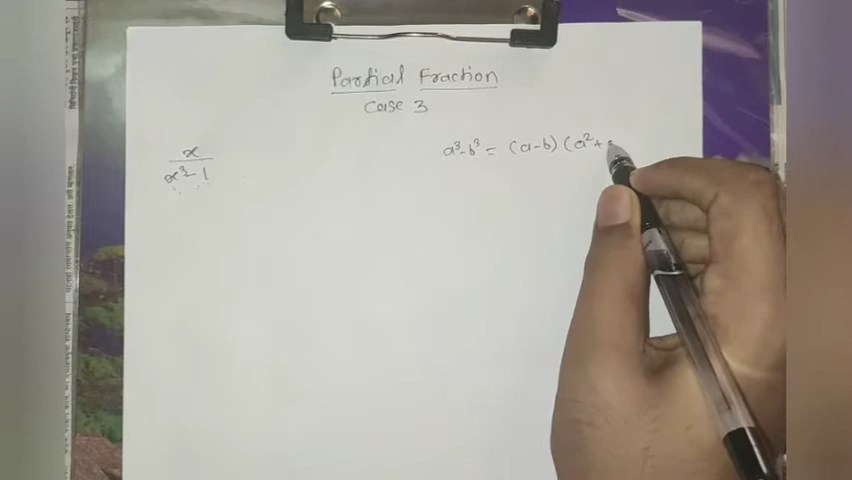 Partial Fraction
Case 3
x
x³-1
a³-b³ = (a-b) (a²+